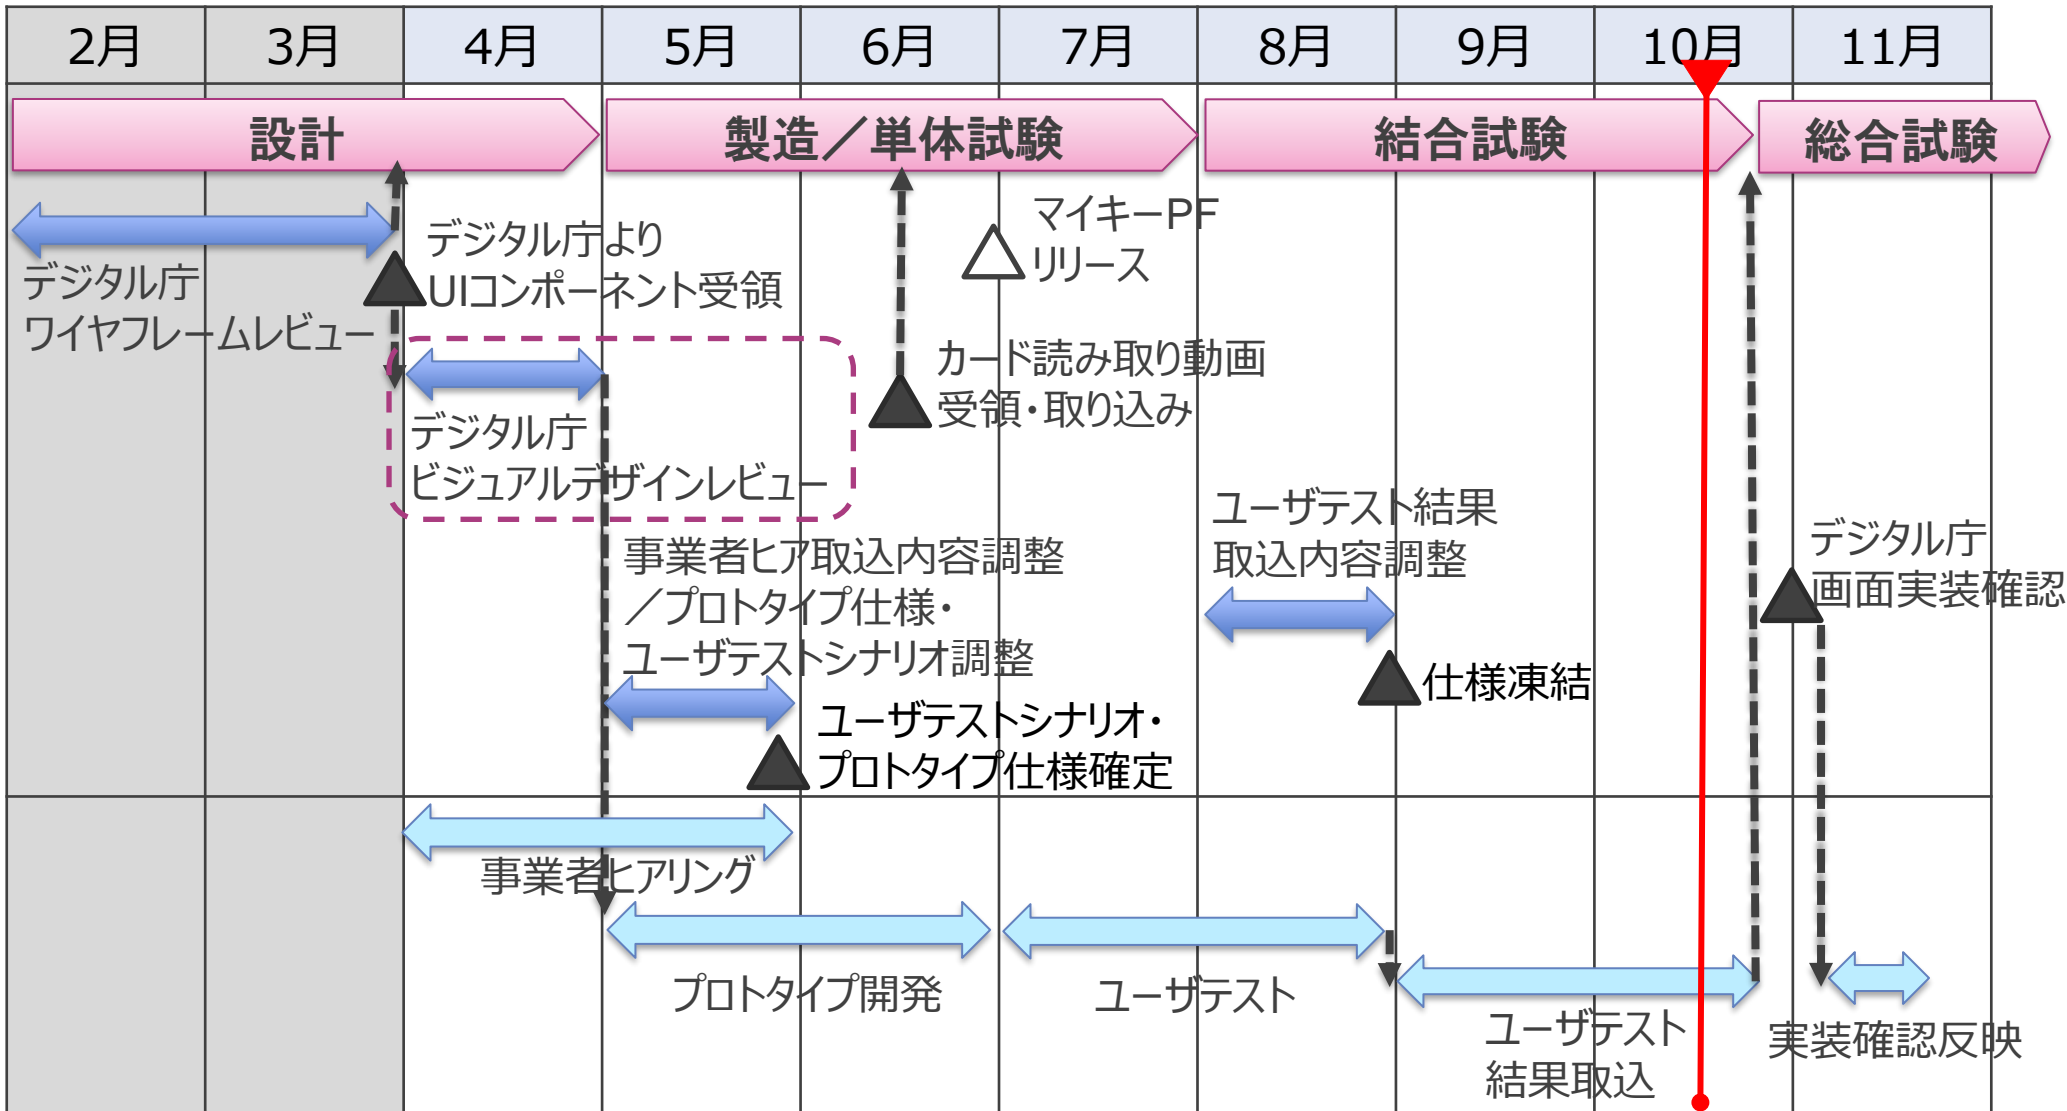 2月 3月 4月 5月 6月 7月 8月 9月 10月 11月
設計 製造／単体試験 結合試験 総合試験
デジタル庁
ワイヤフレームレビュー
デジタル庁より
UIコンポーネント受領
マイキーPF
リリース
カード読み取り動画
受領・取り込み
デジタル庁
ビジュアルデザインレビュー
ユーザテスト結果
取込内容調整
デジタル庁
画面実装確認
事業者ヒア取込内容調整
／プロトタイプ仕様・
ユーザテストシナリオ調整
仕様凍結
ユーザテストシナリオ・
プロトタイプ仕様確定
事業者ヒアリング
プロトタイプ開発
ユーザテスト
ユーザテスト
結果取込
実装確認反映